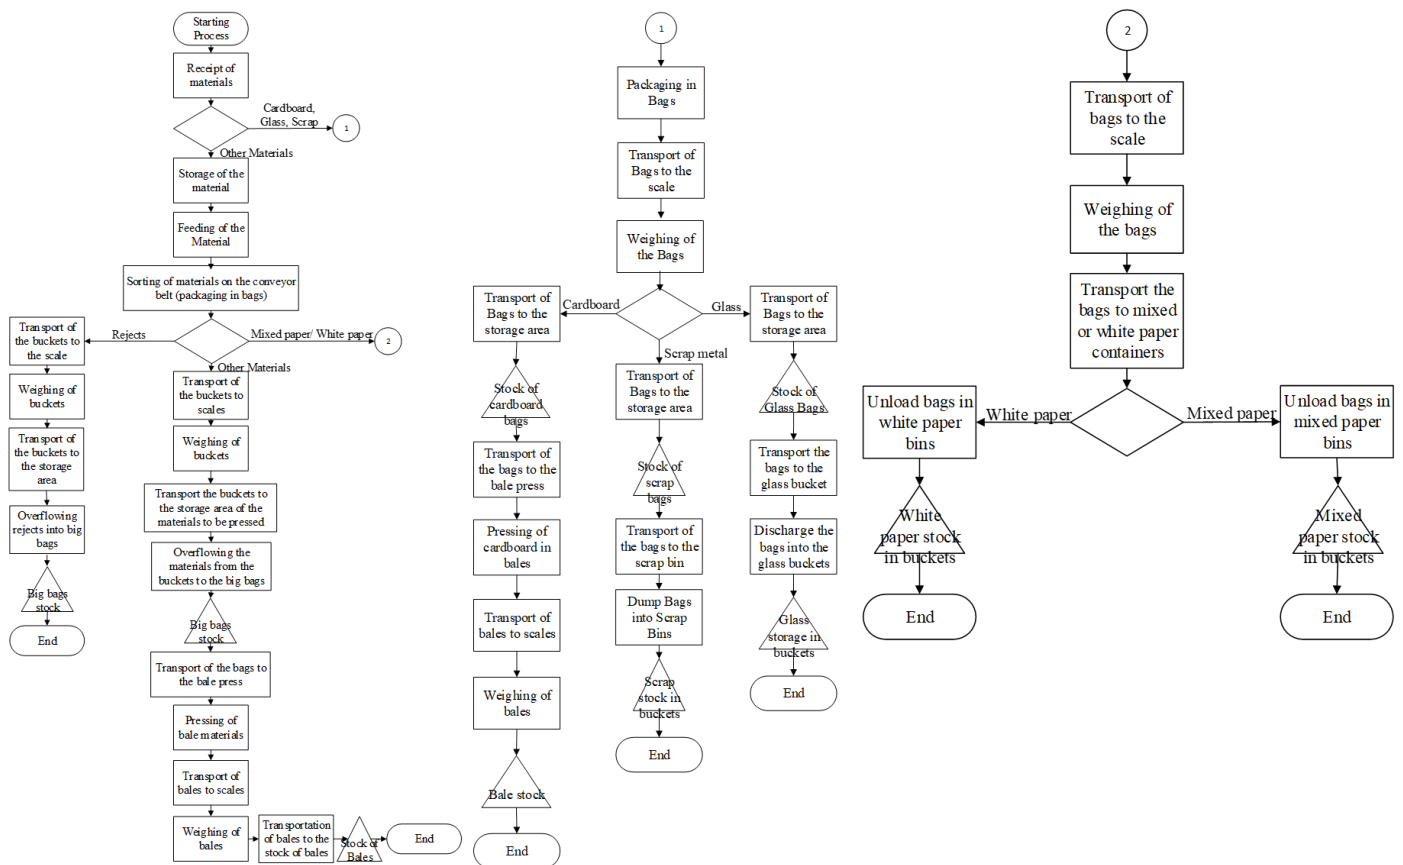 Starting
Process
Receipt of
materials
Cardboard,
Glass, Scrap
1
Other Materials
Storage of the
material
Feeding of the
Material
Sorting of materials on the conveyor
belt (packaging in bags)
Rejects
Mixed paper/ White paper
2
Other Materials
Transport of
the buckets to
the scale
Weighing of
buckets
Transport of
the buckets to
the storage
area
Overflowing
rejects into big
bags
Big bags
stock
End
Transport of
the buckets to
scales
Weighing of
buckets
Transport the buckets to
the storage area of the
materials to be pressed
Overflowing the
materials from the
buckets to the big bags
Big bags
stock
Transport of the bags to
the bale press
Pressing of
bale materials
Transport of
bales to scales
Weighing of
bales
Transportation
of bales to the
stock of bales
Stock of
Bales
End
1
Packaging in
Bags
Transport of
Bags to the
scale
Weighing of
the Bags
Cardboard
Glass
Scrap metal
Transport of
Bags to the
storage area
Stock of
cardboard
bags
Transport of
the bags to the
bale press
Pressing of
cardboard in
bales
Transport of
bales to scales
Weighing of
bales
Bale stock
End
Transport of
Bags to the
storage area
Stock of
scrap
bags
Transport of
the bags to the
scrap bin
Dump Bags
into Scrap
Bins
Scrap
stock in
buckets
End
Transport of
Bags to the
storage area
Stock of
Glass Bags
Transport the
bags to the
glass bucket
Discharge the
bags into the
glass buckets
Glass
storage in
buckets
End
2
Transport of
bags to the
scale
Weighing of
the bags
Transport the
bags to mixed
or white paper
containers
White paper
Mixed paper
Unload bags in
white paper
bins
White
paper stock
in buckets
End
Unload bags in
mixed paper
bins
Mixed
paper stock
in buckets
End